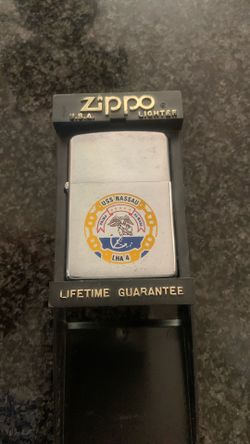 Zippo
U.S.A. LIGHTER
USS NASSAU
LHA 4
LIFETIME GUARANTEE